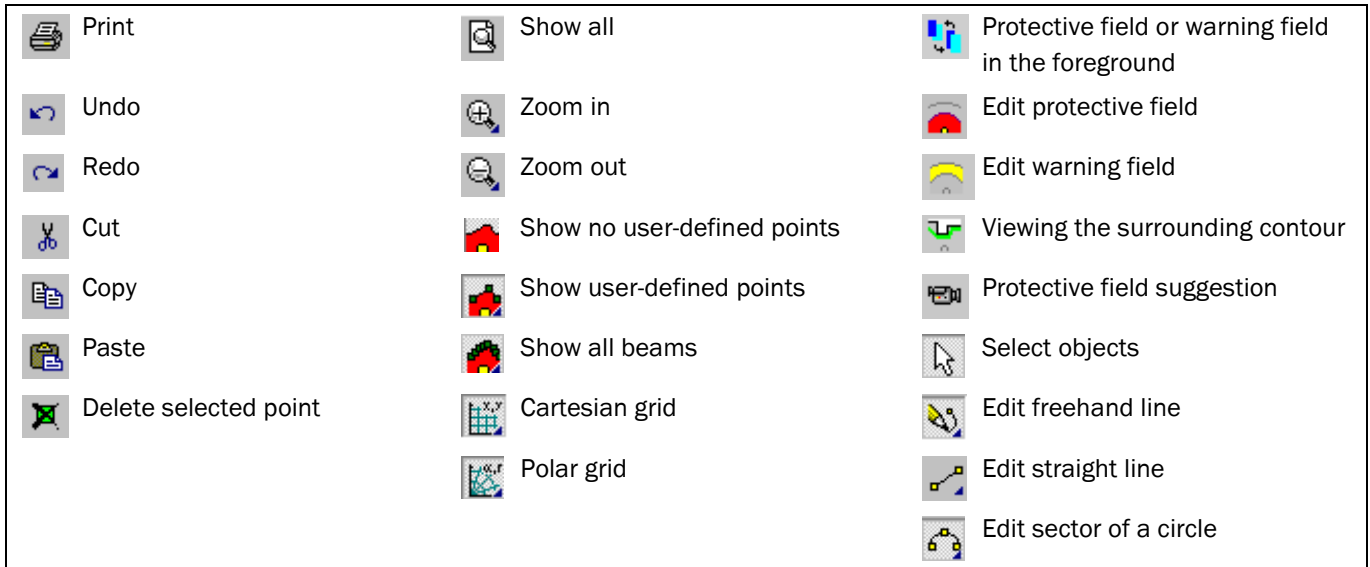 Print
Undo
Redo
Cut
Copy
Paste
Delete selected point
Show all
Zoom in
Zoom out
Show no user-defined points
Show user-defined points
Show all beams
x,y
Cartesian grid
α,r
Polar grid
Protective field or warning field
in the foreground
Edit protective field
Edit warning field
Viewing the surrounding contour
Protective field suggestion
Select objects
Edit freehand line
Edit straight line
Edit sector of a circle